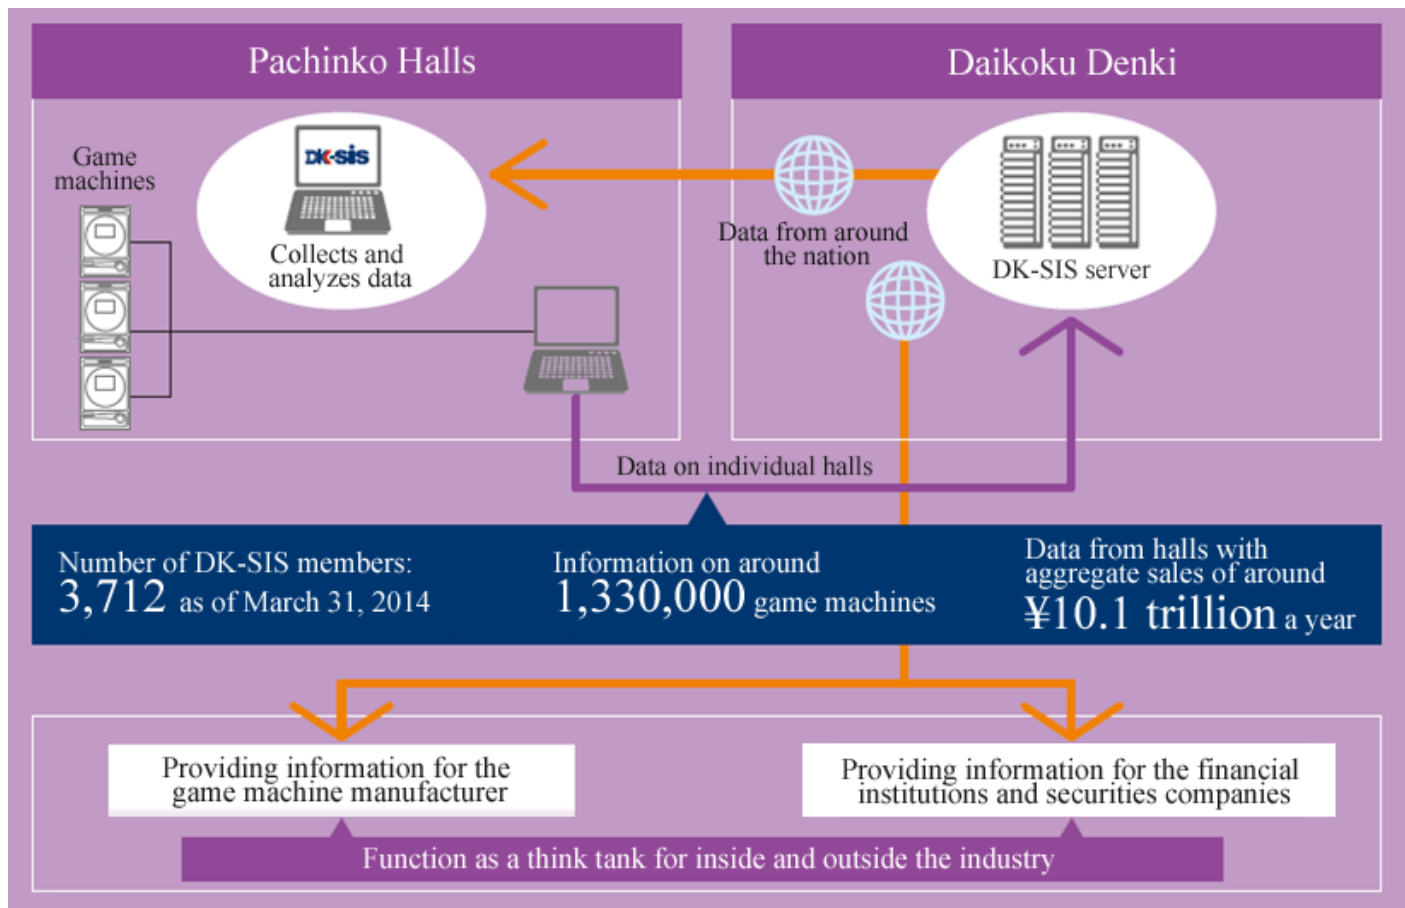 Pachinko Halls
Daikoku Denki
Game
machines
DK-SIS
Collects and
analyzes data
Data from around
the nation
DK-SIS server
Data on individual halls
Number of DK-SIS members:
3,712 as of March 31, 2014
Information on around
1,330,000 game machines
Data from halls with
aggregate sales of around
¥10.1 trillion a year
Providing information for the
game machine manufacturer
Providing information for the financial
institutions and securities companies
Function as a think tank for inside and outside the industry